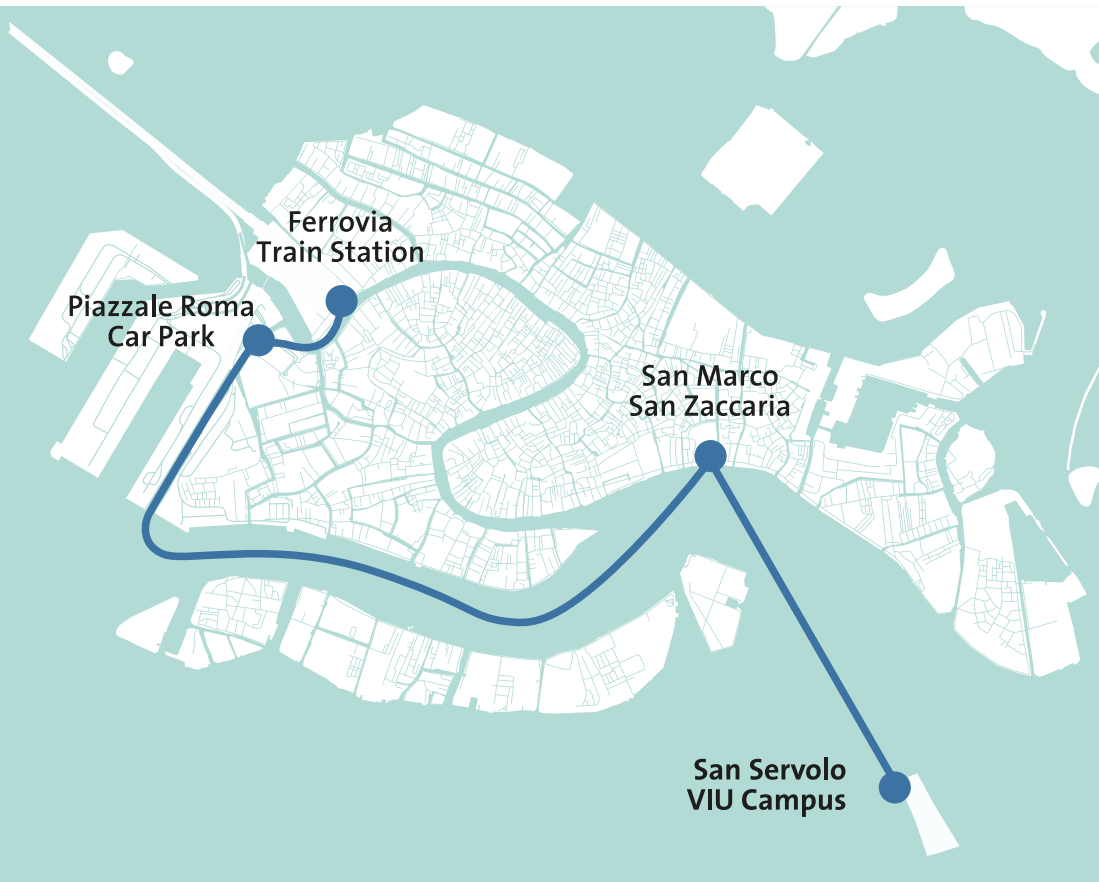 Ferrovia
Train Station
Piazzale Roma
Car Park
San Marco
San Zaccaria
San Servolo
VIU Campus